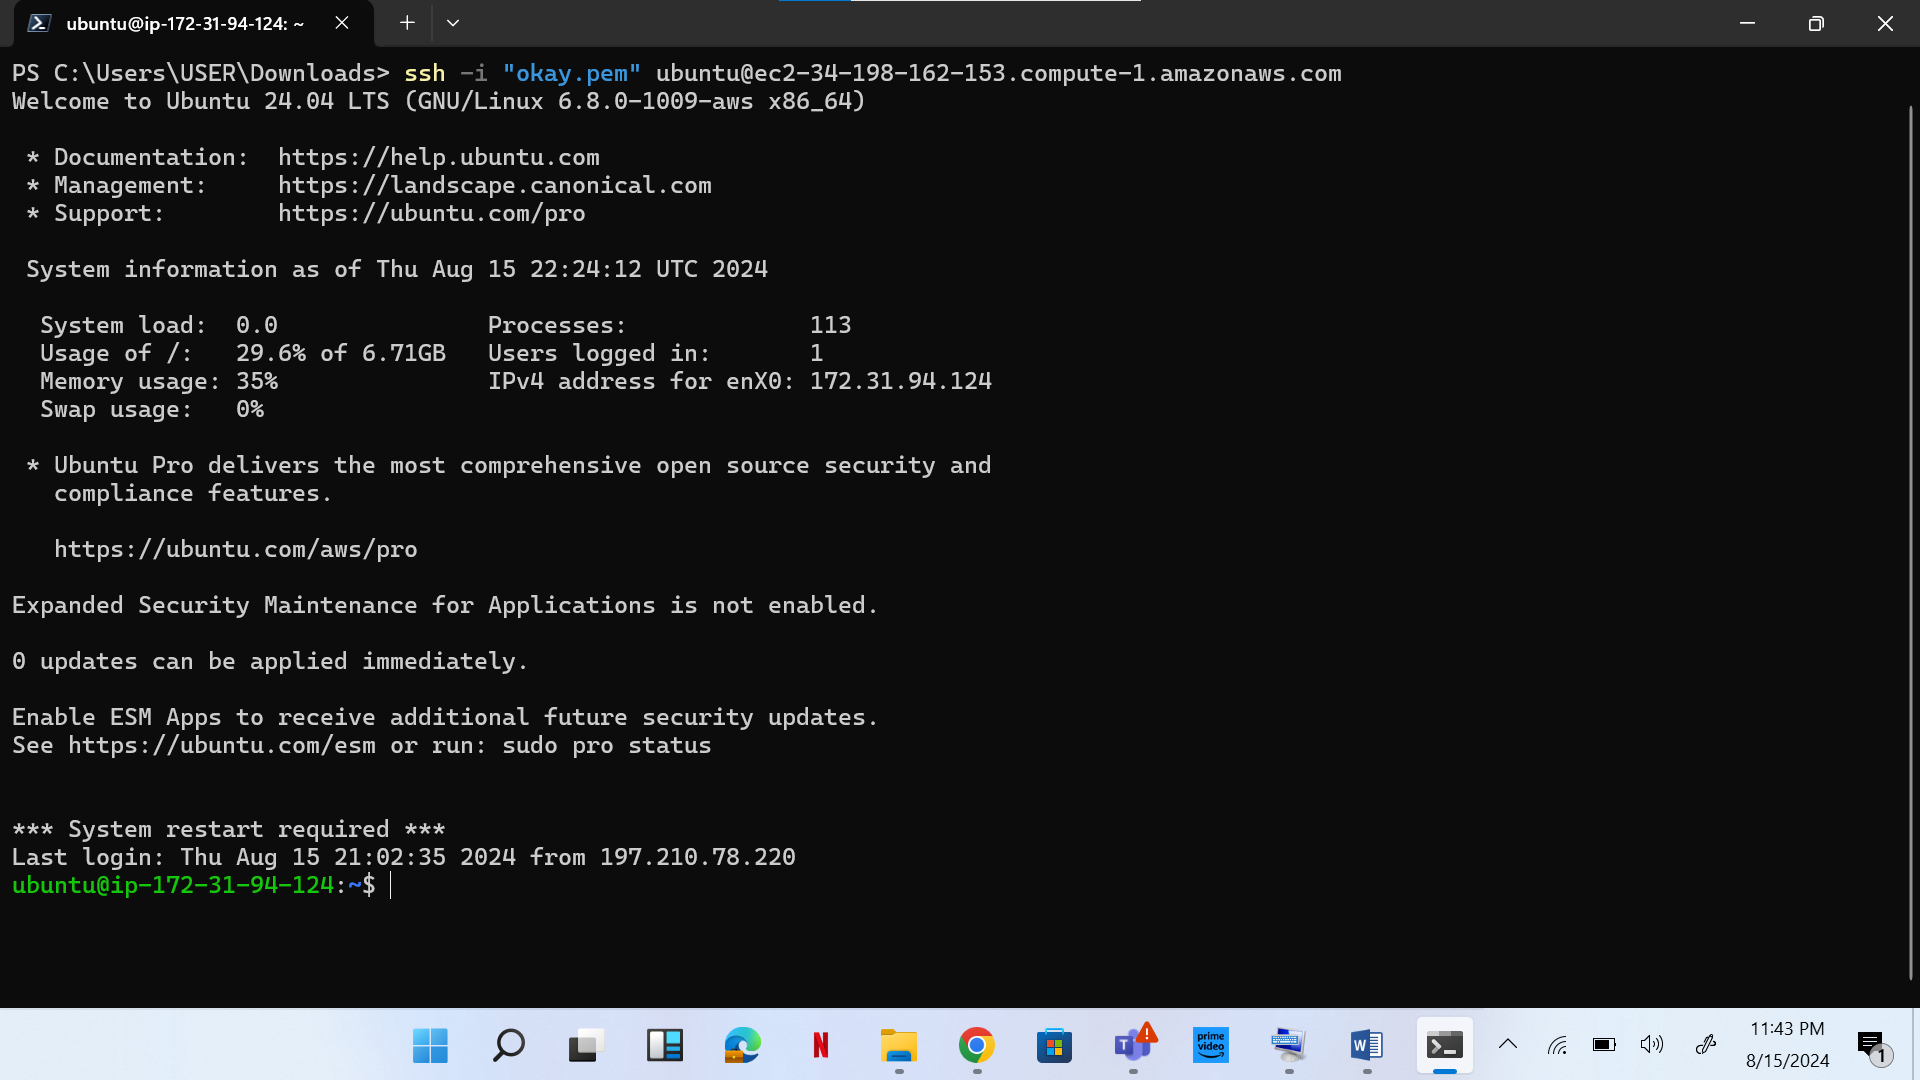 ubuntu@ip-172-31-94-124: ~
PS C:\Users\USER\Downloads> ssh -i "okay.pem" ubuntu@ec2-34-198-162-153.compute-1.amazonaws.com
Welcome to Ubuntu 24.04 LTS (GNU/Linux 6.8.0-1009-aws x86_64)
* Documentation:  https://help.ubuntu.com
* Management:     https://landscape.canonical.com
* Support:        https://ubuntu.com/pro
System information as of Thu Aug 15 22:24:12 UTC 2024
System load:  0.0               Processes:             113
Usage of /:   29.6% of 6.71GB   Users logged in:       1
Memory usage: 35%               IPv4 address for enX0: 172.31.94.124
Swap usage:   0%
* Ubuntu Pro delivers the most comprehensive open source security and
compliance features.
https://ubuntu.com/aws/pro
Expanded Security Maintenance for Applications is not enabled.
0 updates can be applied immediately.
Enable ESM Apps to receive additional future security updates.
See https://ubuntu.com/esm or run: sudo pro status
*** System restart required ***
Last login: Thu Aug 15 21:02:35 2024 from 197.210.78.220
ubuntu@ip-172-31-94-124:~$
N
T
prime video
W
11:43 PM
8/15/2024
1